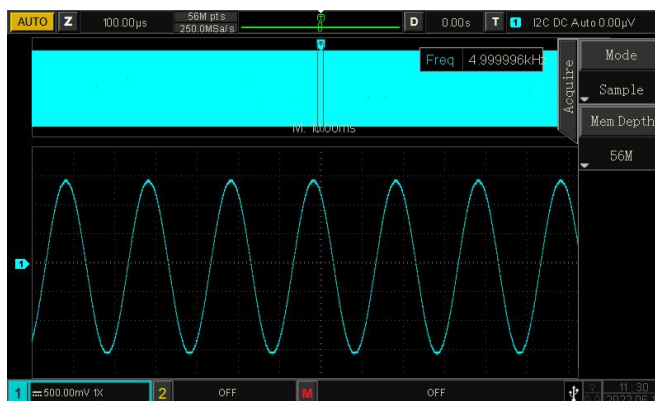 AUTO Z 100.00μs 56M pts 250.0MSa/s T D 0.00s T 1 I2C DC Auto 0.00μV
Freq 4.999996kHz
M: 10.00ms
Acquire
Mode
Sample
Mem Depth
56M
1
1 500.00mV 1X 2 OFF M OFF
11:30